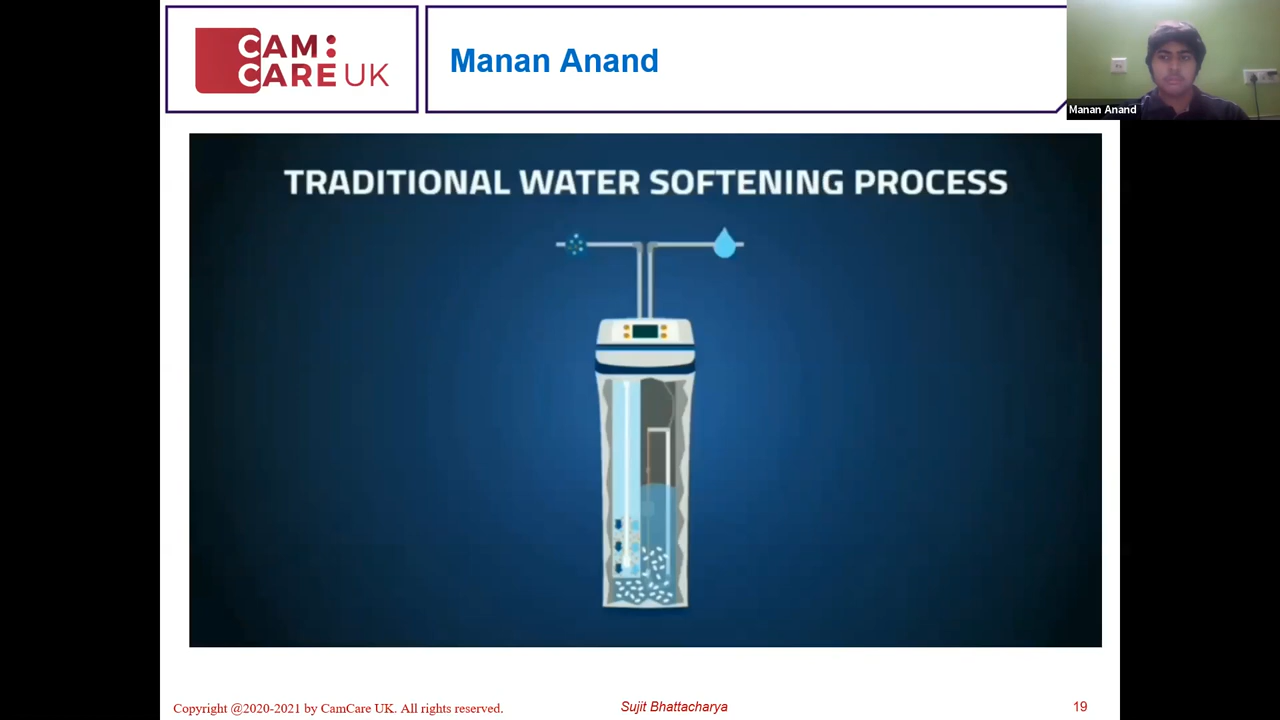 CAM:
CARE UK
Manan Anand
Manan Anand
TRADITIONAL WATER SOFTENING PROCESS
Copyright @2020-2021 by CamCare UK. All rights reserved.
Sujit Bhattacharya
19